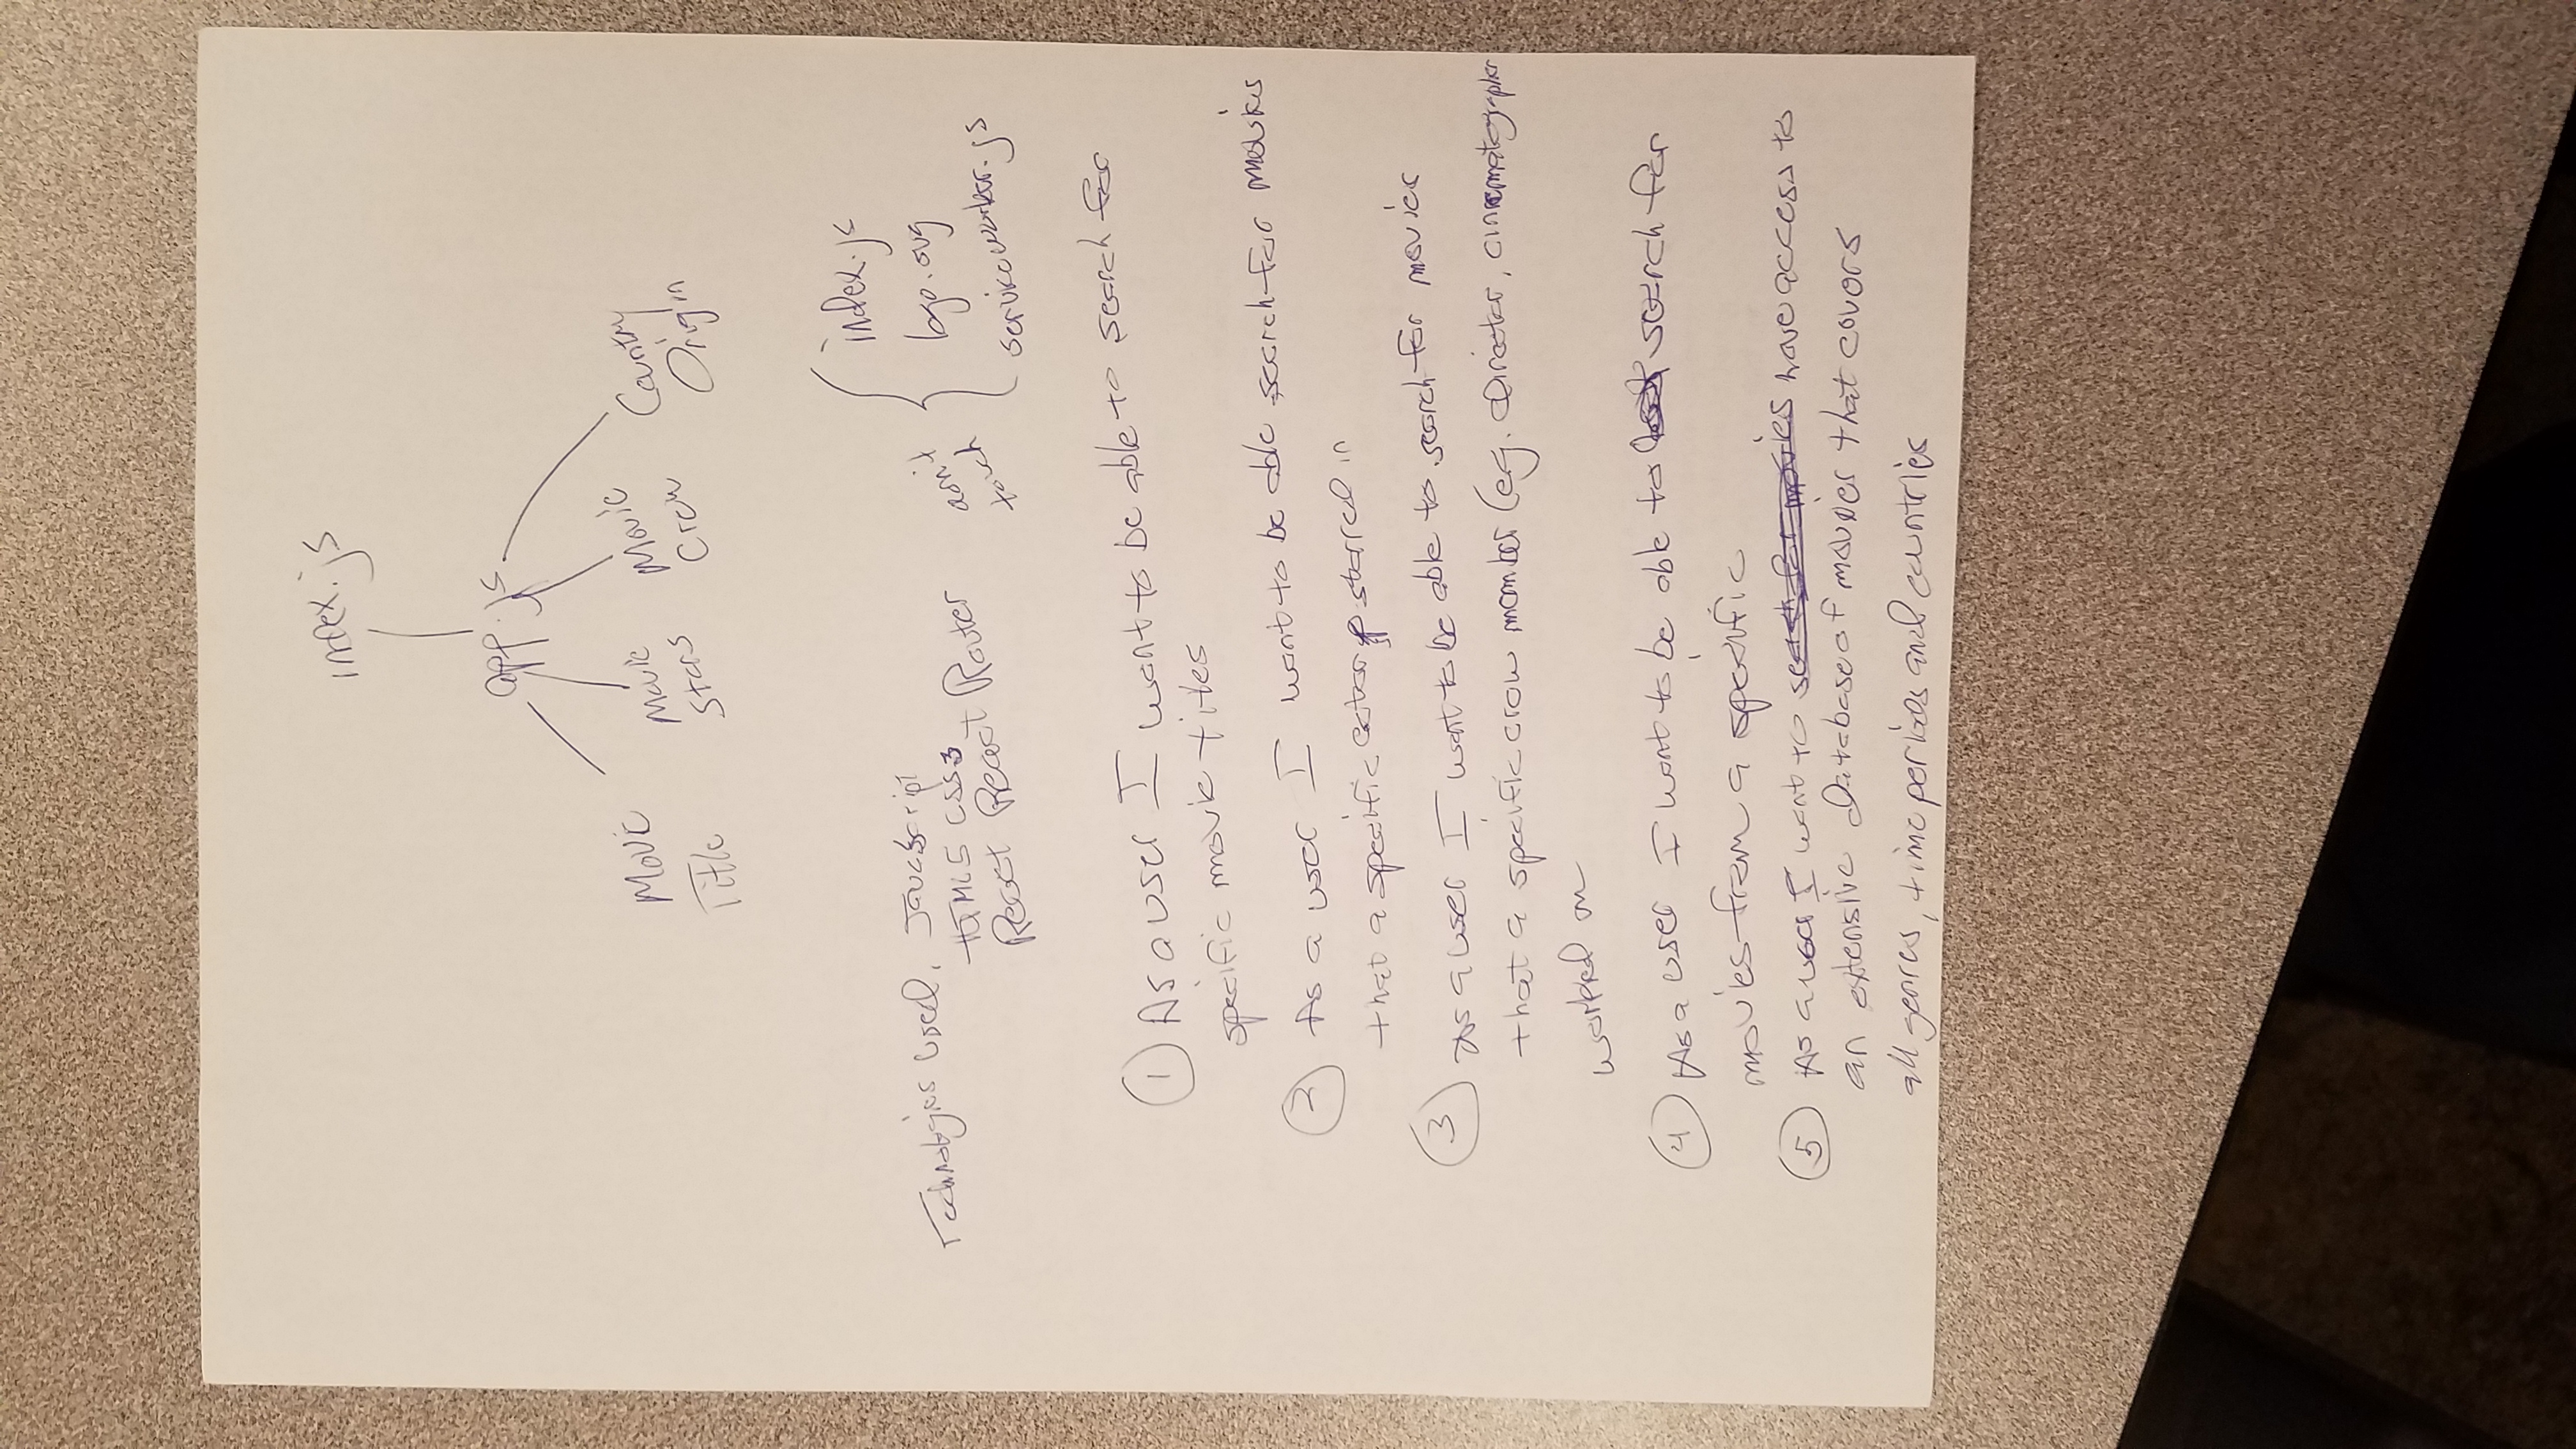 index.js
app.js
Movie Movie Movie Country
Title Stars Crew Origin
Technologies used, JavaScript
HTML5 CSS3
React React Router
don't
touch
index.js
logo.svg
serviceworker.js
1 As a user I want to be able to search for
specific movie titles
2 As a user I want to be able search for movies
that a specific actor starred in
3 As a user I want to be able to search for movies
that a specific crew member (e.g. director, cinematographer
worked on
4 As a user I want to be able to search for
movies from a specific
5 As a user I want to search for movies have access to
an extensive database of movies that covers
all genres, time periods and countries